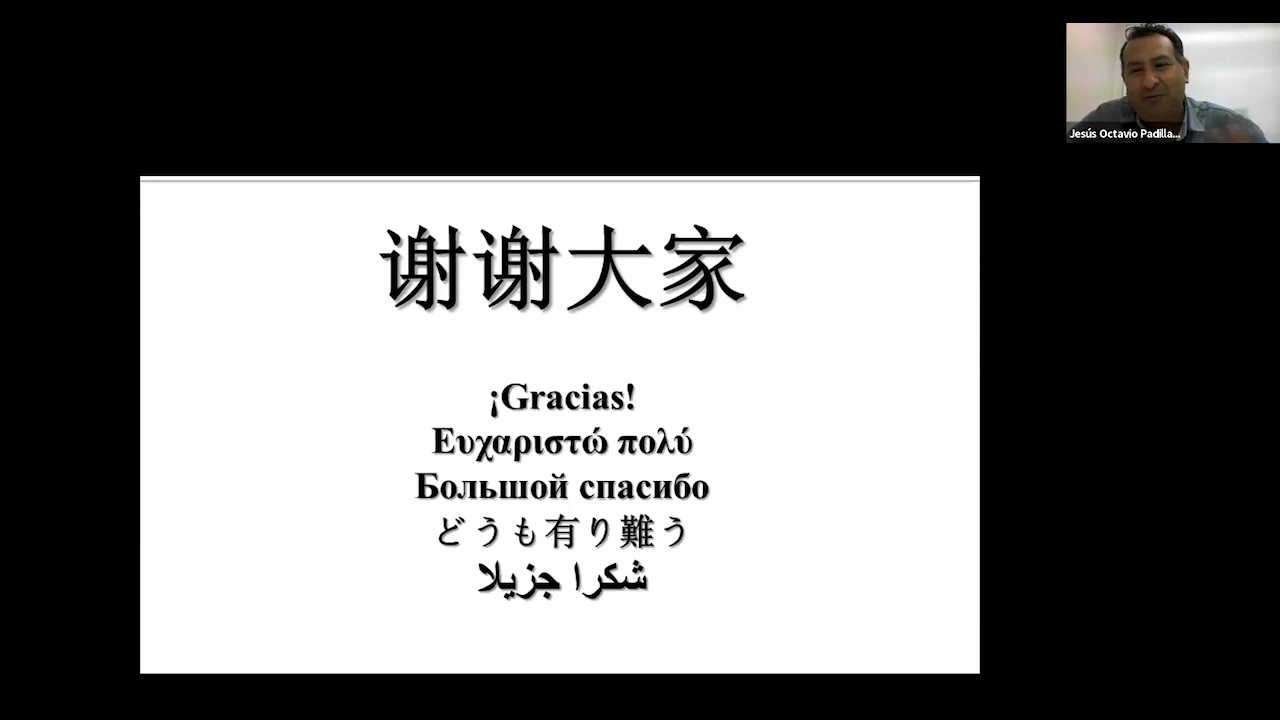 Jesús Octavio Padilla...
谢谢大家
¡Gracias!
Ευχαριστώ πολύ
Большой спасибо
どうも有り難う
شكرا جزيلا